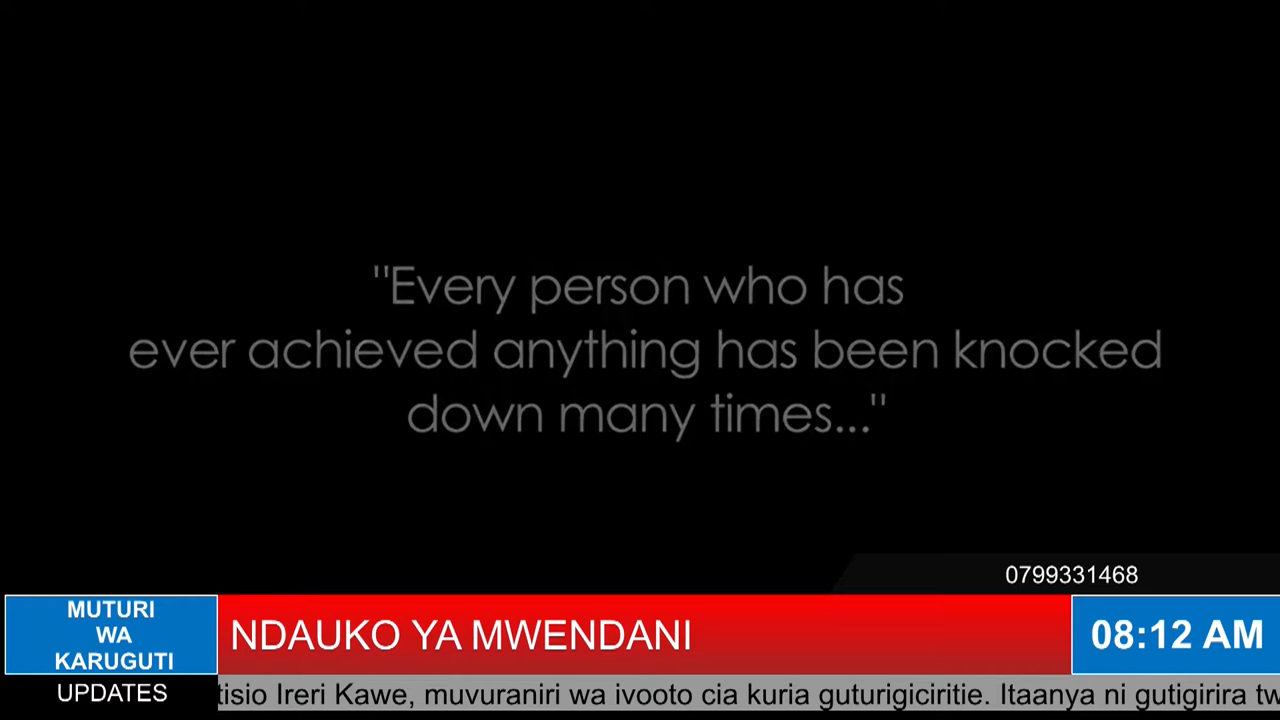 "Every person who has
ever achieved anything has been knocked
down many times..."
0799331468
MUTURI
WA
KARUGUTI
NDAUKO YA MWENDANI
08:12 AM
UPDATES
tisio Ireri Kawe, muvuraniri wa ivooto cia kuria guturigiciritie. Itaanya ni gutigirira tw